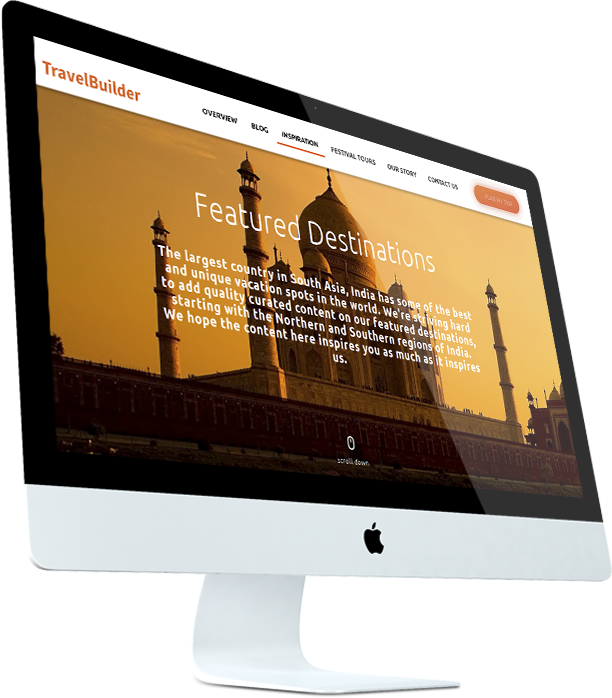 TravelBuilder
OVERVIEW
BLOG
INSPIRATION
FESTIVAL TOURS
OUR STORY
CONTACT US
PLAN MY TRIP
Featured Destinations
The largest country in South Asia, India has some of the best
and unique vacation spots in the world. We're striving hard
to add quality curated content on our featured destinations,
starting with the Northern and Southern regions of India.
We hope the content here inspires you as much as it inspires
us.
scroll down